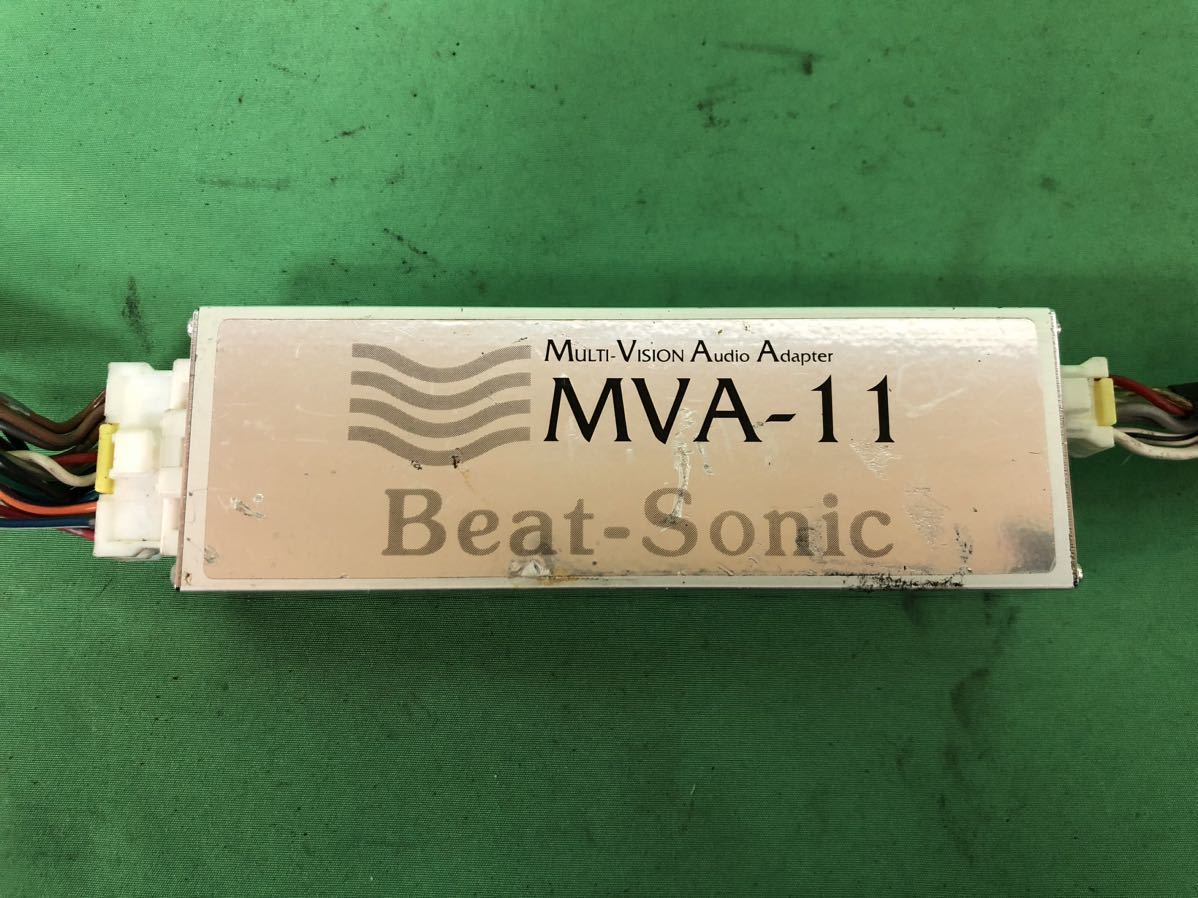 MULTI-VISION Audio Adapter
MVA-11
Beat-Sonic